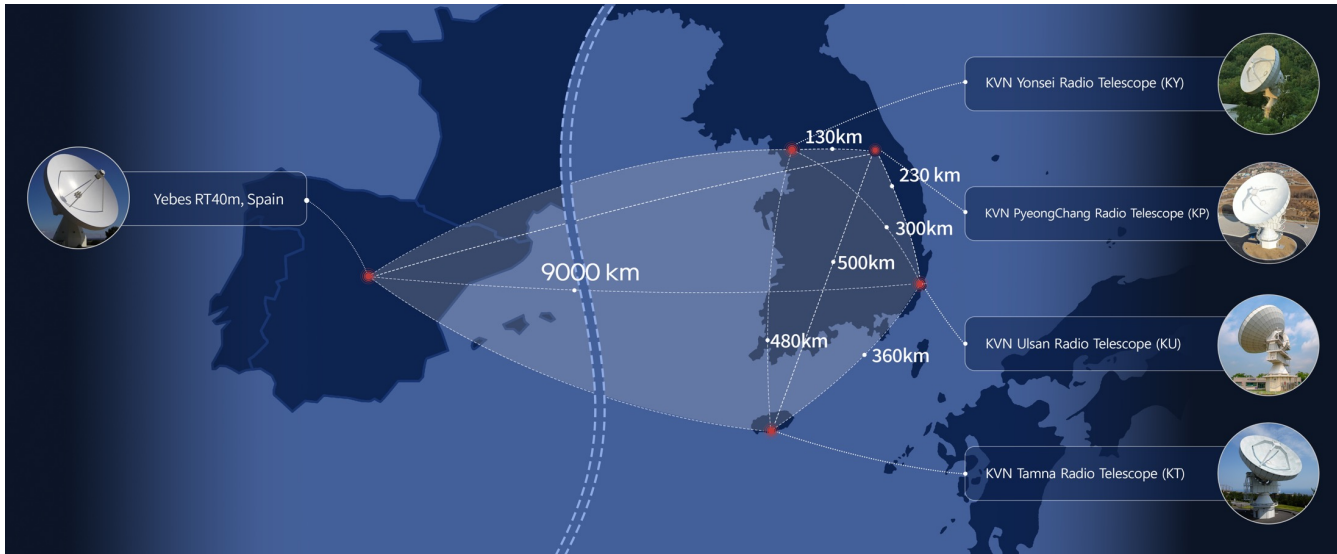 KVN Yonsei Radio Telescope (KY)
130km
230 km
Yebes RT40m, Spain
KVN PyeongChang Radio Telescope (KP)
300km
500km
9000 km
480km
360km
KVN Ulsan Radio Telescope (KU)
KVN Tamna Radio Telescope (KT)